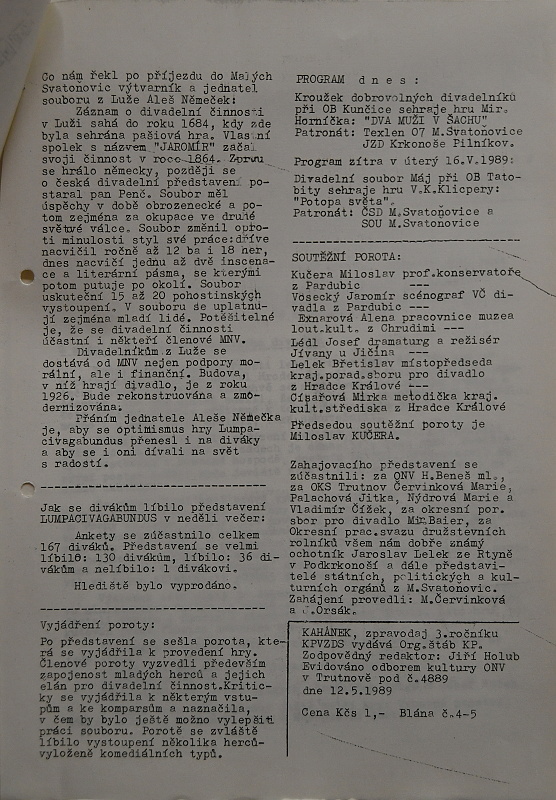 Co nám řekl po příjezdu do Malých
Svatoňovic výtvarník a jednatel
souboru z Luže Aleš Němeček:
Záznam o divadelní činnosti
v Luži sahá do roku 1684, kdy zde
byla sehrána pašiová hra. Vlastní
spolek s názvem "JAROMÍR" začal
svoji činnost v roce 1864. Zprvu
se hrálo německy, později se
o česká divadelní představení po-
staral pan Penč. Soubor měl
úspěchy v době obrozenecké a po-
tom zejména za okupace ve druhé
světové válce. Soubor změnil opro-
ti minulosti styl své práce:dříve
nacvičil ročně až 12 ba i 18 her,
dnes nacvičí jednu až dvě inscena-
ce a literární pásma, se kterými
potom putuje po okolí. Soubor
uskuteční 15 až 20 pohostinských
vystoupení. V souboru se uplatňu-
jí zejména mladí lidé. Potěšitelné
je, že se divadelní činnosti
účastní i někteří členové MNV.
Divadelníkům z Luže se
dostává od MNV nejen podpory mo-
rální, ale i finanční. Budova,
v níž hrají divadlo, je z roku
1926. Bude rekonstruována a zmo-
dernizována.
Přáním jednatele Aleše Němečka
je, aby se optimismus hry Lumpa-
civagabundus přenesl i na diváky
a aby se i oni dívali na svět
s radostí.
Jak se divákům líbilo představení
LUMPACIVAGABUNDUS v neděli večer:
Ankety se zúčastnilo celkem
167 diváků. Představení se velmi
líbilo: 130 divákům, líbilo: 36 di-
vákům a nelíbilo: 1 divákovi.
Hlediště bylo vyprodáno.
Vyjádření poroty:
Po představení se sešla porota, kte-
rá se vyjádřila k provedení hry.
Členové poroty vyzvedli především
zapojenost mladých herců a jejich
elán pro divadelní činnost.Kritic-
ky se vyjádřila k některým vstu-
pům a ke komparsům a naznačila,
v čem by bylo ještě možno vylepšiti
práci souboru. Porotě se zvláště
líbilo vystoupení několika herců-
vyložené komediálních typů.
PROGRAM dnes:
Kroužek dobrovolných divadelníků
při OB Kunčice sehraje hru Mir.
Horníčka: "DVA MUŽI V ŠACHU"
Patronát: Texlen 07 M.Svatoňovice
JZD Krkonoše Pilníkov.
Program zítra v úterý 16.V.1989:
Divadelní soubor Máj při OB Tato-
bity sehraje hru V.K.Klicpery:
"Potopa světa".
Patronát: ČSD M.Svatoňovice a
SOU M.Svatoňovice
SOUTĚŽNÍ POROTA:
Kučera Miloslav prof.konservatoře
z Pardubic ---
Vosecký Jaromír scénograf VČ di-
vadla z Pardubic ---
Exnarová Alena pracovnice muzea
lout.kult. z Chrudimi ---
Lédl Josef dramaturg a režisér
Jívany u Jičína ---
Lelek Břetislav místopředseda
kraj.porad.sboru pro divadlo
z Hradce Králové ---
Císařová Mirka metodička kraj.
kult.střediska z Hradce Králové
Předsedou soutěžní poroty je
Miloslav KUČERA.
Zahajovacího představení se
zúčastnili: za ONV H.Beneš ml.,
za OKS Trutnov Červinková Marie,
Palachová Jitka, Nýdrová Marie a
Vladimír Čížek, za okresní por.
sbor pro divadlo Mir.Baier, za
Okresní prac.svazu družstevních
rolníků všem nám dobře známý
ochotník Jaroslav Lelek ze Rtyně
v Podkrkonoší a dále představi-
telé státních, politických a kul-
turních orgánů z M.Svatoňovic.
Zahájení provedli: M.Červinková
a Orsák.
KAHÁNEK, zpravodaj 3.ročníku
KPVZDS vydává Org.štáb KP.
Zodpovědný redaktor: Jiří Holub
Evidováno odborem kultury ONV
v Trutnově pod č.4889
dne 12.5.1989
Cena Kčs 1,- Blána č.4-5